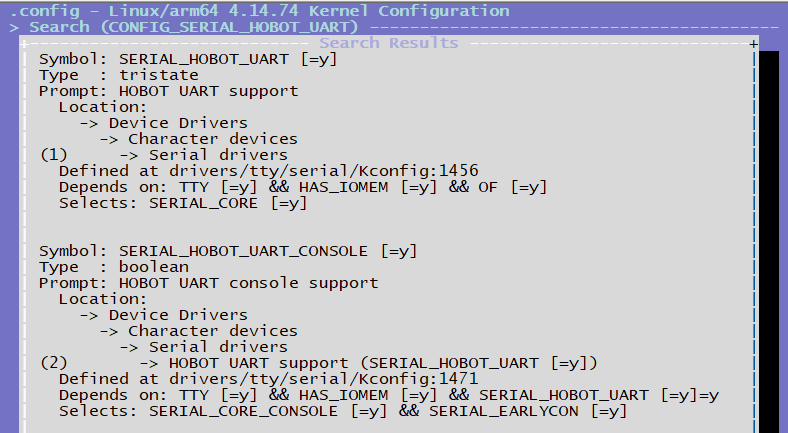 .config - Linux/arm64 4.14.74 Kernel Configuration
> Search (CONFIG_SERIAL_HOBOT_UART)
Search Results
Symbol: SERIAL_HOBOT_UART [=y]
Type  : tristate
Prompt: HOBOT UART support
  Location:
    -> Device Drivers
      -> Character devices
(1)     -> Serial drivers
  Defined at drivers/tty/serial/Kconfig:1456
  Depends on: TTY [=y] && HAS_IOMEM [=y] && OF [=y]
  Selects: SERIAL_CORE [=y]
Symbol: SERIAL_HOBOT_UART_CONSOLE [=y]
Type  : boolean
Prompt: HOBOT UART console support
  Location:
    -> Device Drivers
      -> Character devices
        -> Serial drivers
(2)       -> HOBOT UART support (SERIAL_HOBOT_UART [=y])
  Defined at drivers/tty/serial/Kconfig:1471
  Depends on: TTY [=y] && HAS_IOMEM [=y] && SERIAL_HOBOT_UART [=y]=y
  Selects: SERIAL_CORE_CONSOLE [=y] && SERIAL_EARLYCON [=y]